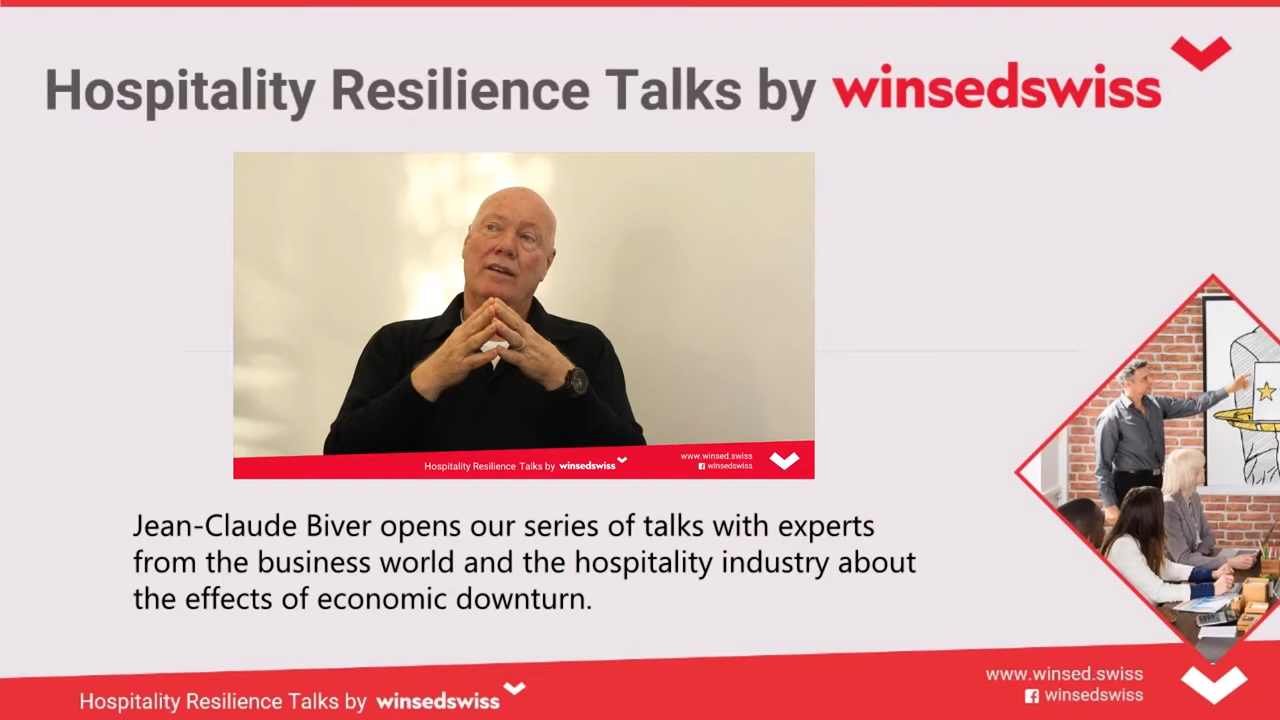 Hospitality Resilience Talks by winsedswiss
Hospitality Resilience Talks by winsedswiss
www.winsed.swiss
winsedswiss
Jean-Claude Biver opens our series of talks with experts
from the business world and the hospitality industry about
the effects of economic downturn.
Hospitality Resilience Talks by winsedswiss
www.winsed.swiss
winsedswiss